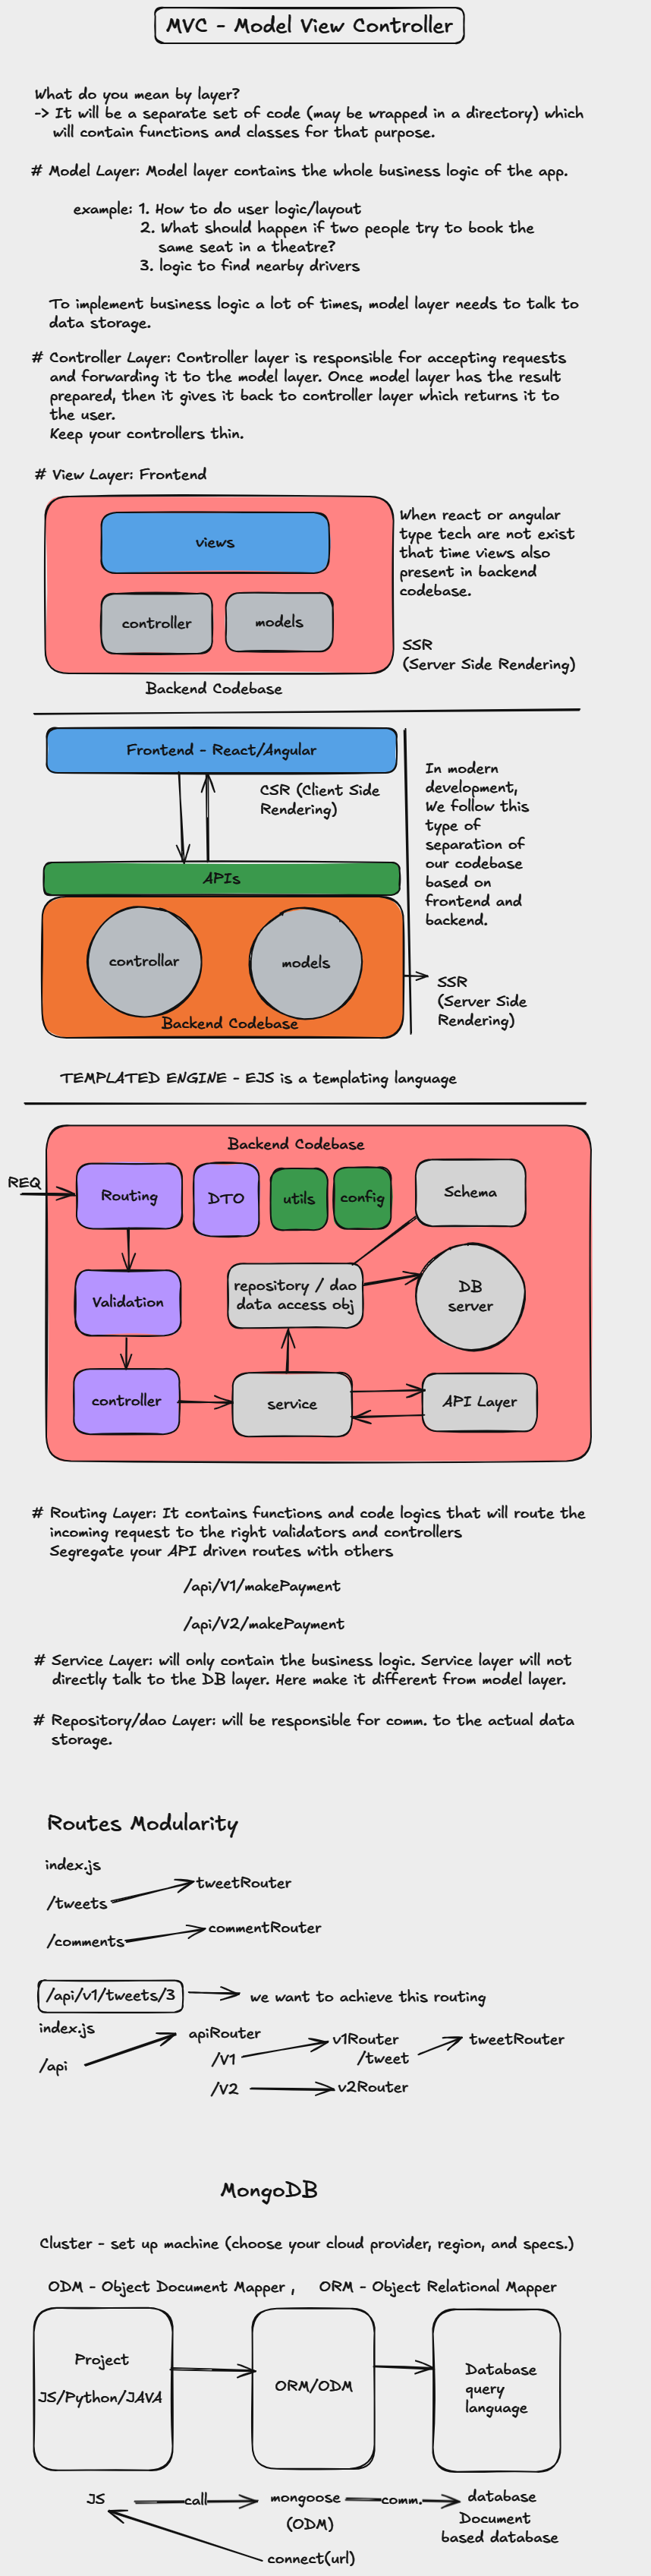 MVC - Model View Controller
What do you mean by layer?
-> It will be a separate set of code (may be wrapped in a directory) which
will contain functions and classes for that purpose.
# Model Layer: Model layer contains the whole business logic of the app.
example: 1. How to do user logic/layout
2. What should happen if two people try to book the
same seat in a theatre?
3. logic to find nearby drivers
To implement business logic a lot of times, model layer needs to talk to
data storage.
# Controller Layer: Controller layer is responsible for accepting requests
and forwarding it to the model layer. Once model layer has the result
prepared, then it gives it back to controller layer which returns it to
the user.
Keep your controllers thin.
# View Layer: Frontend
views
controller
models
Backend Codebase
When react or angular
type tech are not exist
that time views also
present in backend
codebase.
SSR
(Server Side Rendering)
Frontend - React/Angular
CSR (Client Side
Rendering)
APIs
controllar
models
Backend Codebase
In modern
development,
We follow this
type of
separation of
our codebase
based on
frontend and
backend.
SSR
(Server Side
Rendering)
TEMPLATED ENGINE - EJS is a templating language
Backend Codebase
REQ
Routing
DTO
utils
config
Schema
Validation
repository / dao
data access obj
DB
server
controller
service
API Layer
# Routing Layer: It contains functions and code logics that will route the
incoming request to the right validators and controllers
Segregate your API driven routes with others
/api/V1/makePayment
/api/V2/makePayment
# Service Layer: will only contain the business logic. Service layer will not
directly talk to the DB layer. Here make it different from model layer.
# Repository/dao Layer: will be responsible for comm. to the actual data
storage.
Routes Modularity
index.js
/tweets
tweetRouter
/comments
commentRouter
/api/v1/tweets/3
we want to achieve this routing
index.js
/api
apiRouter
/V1
v1Router
/tweet
tweetRouter
/V2
v2Router
MongoDB
Cluster - set up machine (choose your cloud provider, region, and specs.)
ODM - Object Document Mapper , ORM - Object Relational Mapper
Project
JS/Python/JAVA
ORM/ODM
Database
query
language
JS
call
mongoose
(ODM)
comm.
database
Document
based database
connect(url)